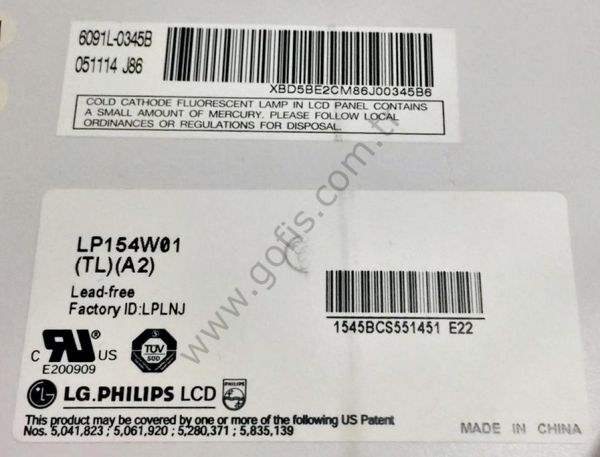 6091L-0345B
051114 J86
XBD5BE2CM86J00345B6
COLD CATHODE FLUORESCENT LAMP IN LCD PANEL CONTAINS
A SMALL AMOUNT OF MERCURY. PLEASE FOLLOW LOCAL
ORDINANCES OR REGULATIONS FOR DISPOSAL
LP154W01
(TL)(A2)
Lead-free
Factory ID:LPLNJ
1545BCS551451 E22
C RU US
TÜV
E200909
LG.PHILIPS LCD
PHILIPS
This product may be covered by one or more of the following US Patent
Nos. 5,041,823 ; 5,061,920 ; 5,280,371 ; 5,835,139
MADE IN CHINA
www.gofis.com.tr